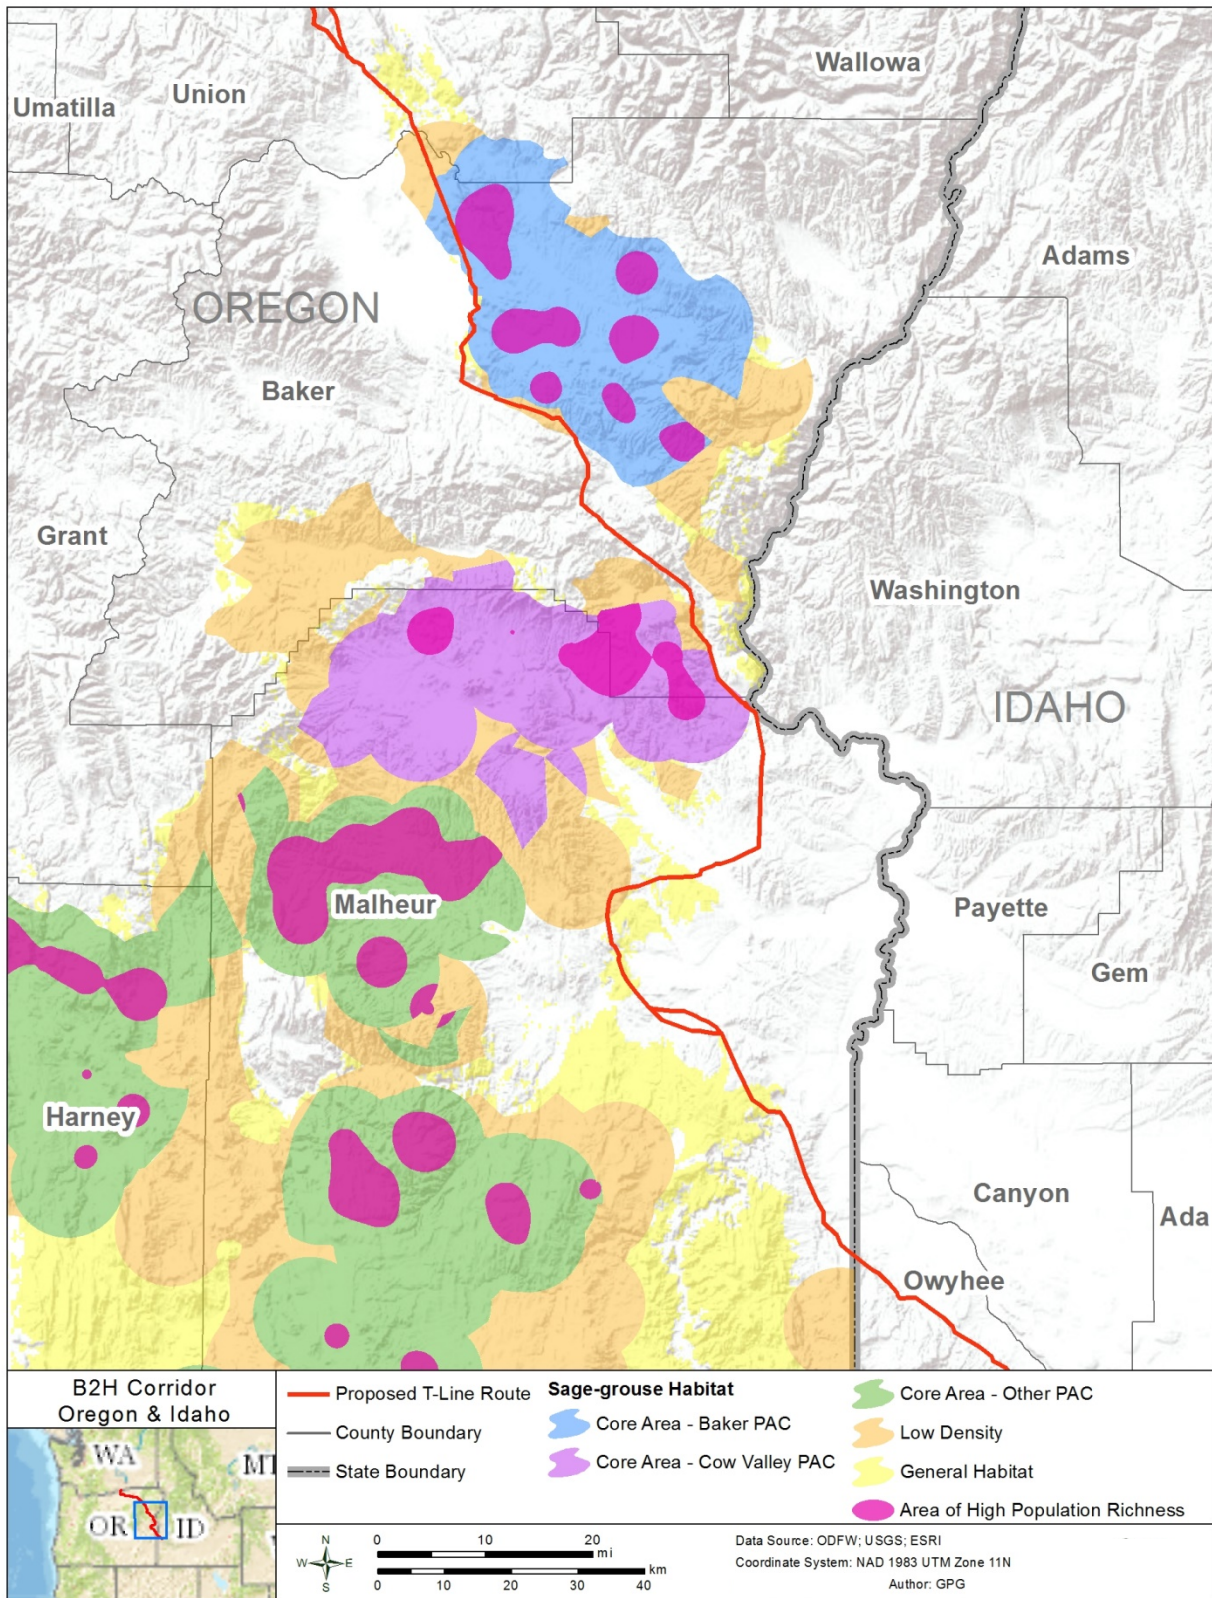 Wallowa
Union
Umatilla
Adams
OREGON
Baker
Grant
Washington
IDAHO
Malheur
Payette
Gem
Harney
Canyon
Ada
Owyhee
B2H Corridor
Oregon & Idaho
WA
MT
OR
ID
Proposed T-Line Route
County Boundary
State Boundary
Sage-grouse Habitat
Core Area - Baker PAC
Core Area - Cow Valley PAC
Core Area - Other PAC
Low Density
General Habitat
Area of High Population Richness
N
W
E
S
0 10 20
mi
km
0 10 20 30 40
Data Source: ODFW; USGS; ESRI
Coordinate System: NAD 1983 UTM Zone 11N
Author: GPG